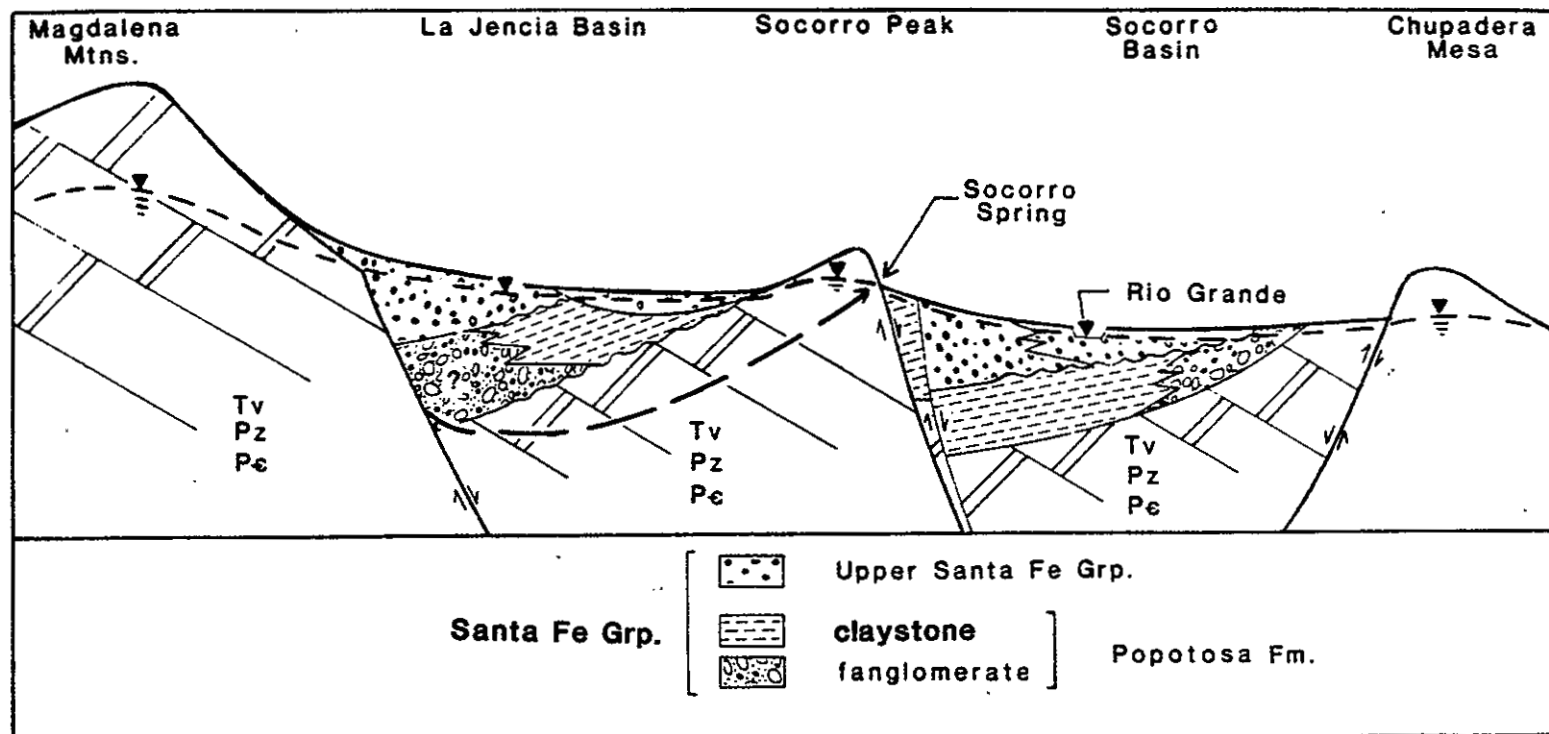 Magdalena
Mtns.
La Jencia Basin
Socorro Peak
Socorro
Basin
Chupadera
Mesa
Socorro
Spring
Rio Grande
?
Tv
Pz
P€
Tv
Pz
P€
Tv
Pz
P€
Santa Fe Grp.
Upper Santa Fe Grp.
claystone
fanglomerate
Popotosa Fm.